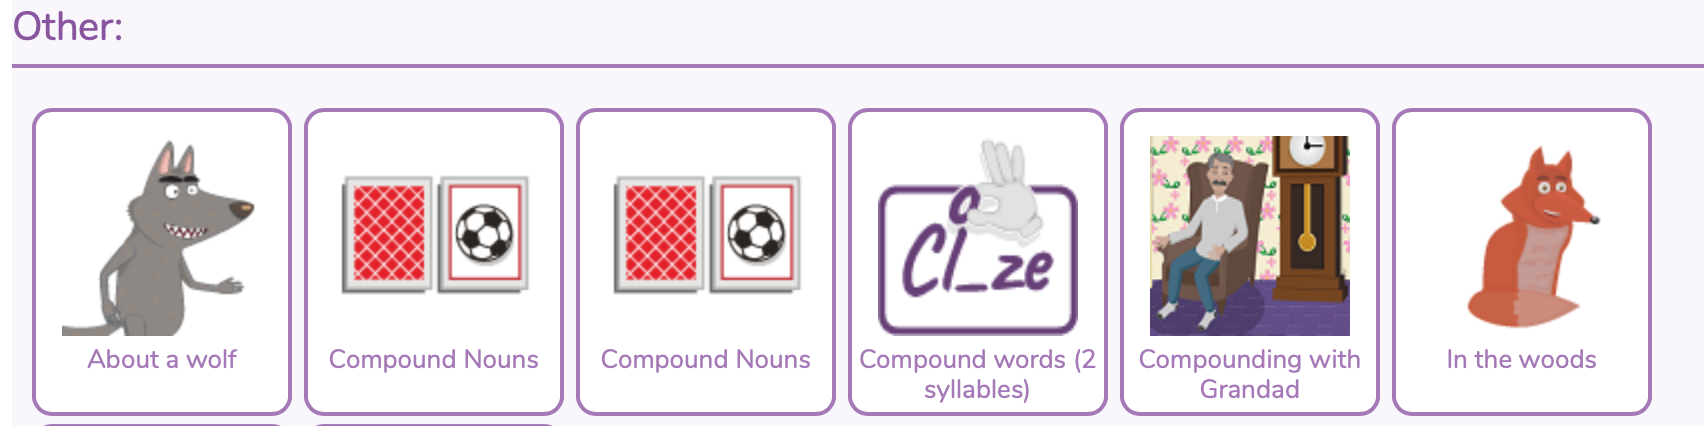 Other:
Cl_ze
o
About a wolf
Compound Nouns
Compound Nouns
Compound words (2
syllables)
Compounding with
Grandad
In the woods